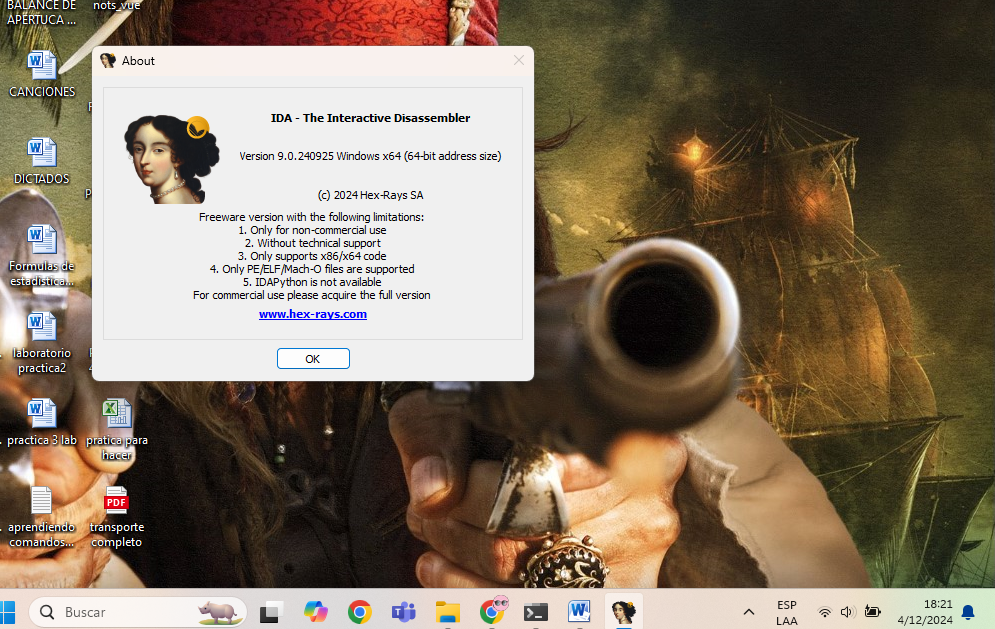 BALANCE DE
APERTUCA ...
nots_vue
CANCIONES
DICTADOS
Formulas de
estadistica...
laboratorio
practica2
practica 3 lab
pratica para
hacer
aprendiendo
comandos...
transporte
completo
About
IDA - The Interactive Disassembler
Version 9.0.240925 Windows x64 (64-bit address size)
(c) 2024 Hex-Rays SA
Freeware version with the following limitations:
1. Only for non-commercial use
2. Without technical support
3. Only supports x86/x64 code
4. Only PE/ELF/Mach-O files are supported
5. IDAPython is not available
For commercial use please acquire the full version
www.hex-rays.com
OK
PDF
Buscar
ESP
LAA
18:21
4/12/2024